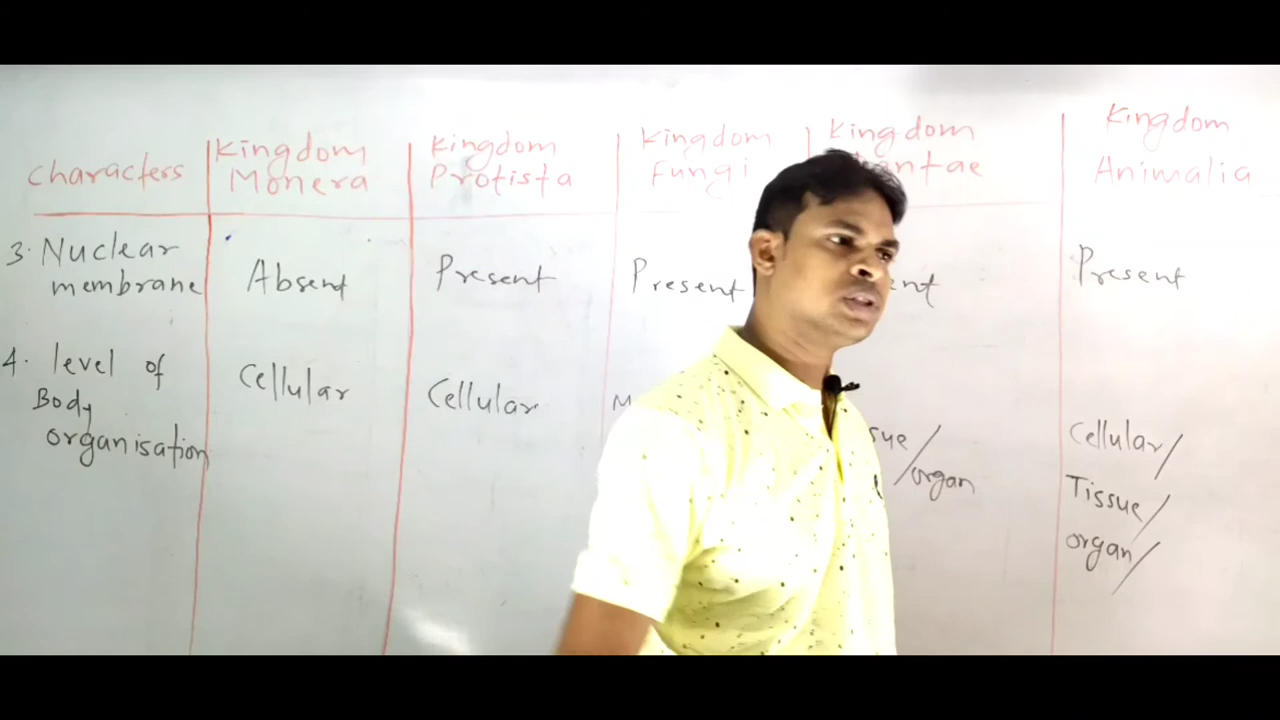 Characters
Kingdom
Monera
Kingdom
Protista
Kingdom
Fungi
Kingdom
Kingdom
Animalia
3. Nuclear
membrane
Absent
Present
Present
Present
4. level of
Body
organisation
Cellular
Cellular
organ
Cellular/
Tissue/
organ/